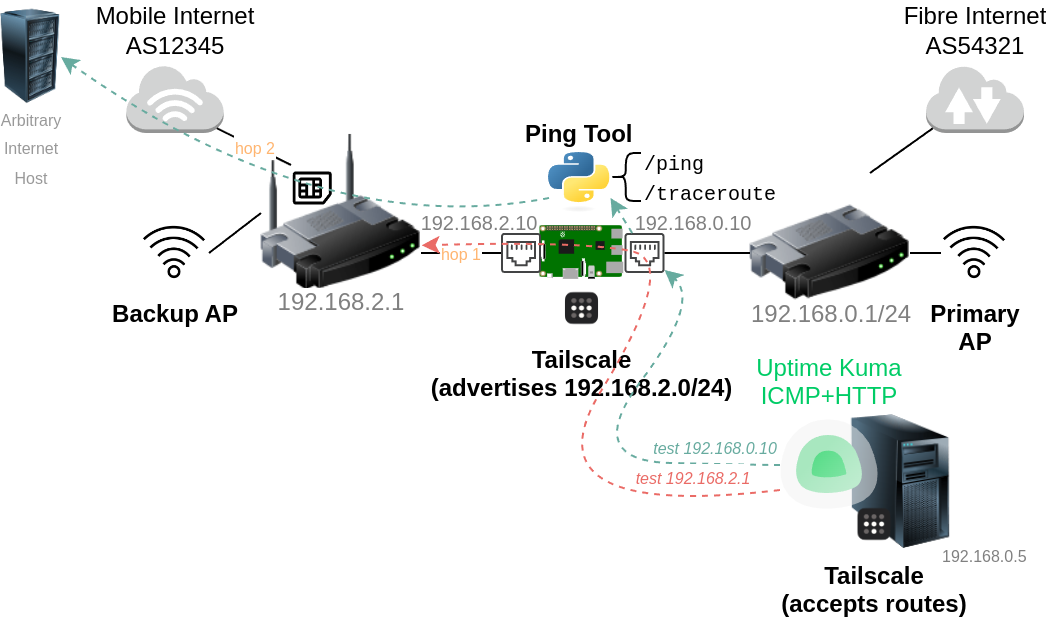 Mobile Internet
AS12345
Fibre Internet
AS54321
Arbitrary
Internet
Host
hop 2
Ping Tool
/ping
/traceroute
192.168.2.10
192.168.0.10
hop 1
192.168.2.1
192.168.0.1/24
Backup AP
Primary
AP
Tailscale
(advertises 192.168.2.0/24)
Uptime Kuma
ICMP+HTTP
test 192.168.0.10
test 192.168.2.1
192.168.0.5
Tailscale
(accepts routes)